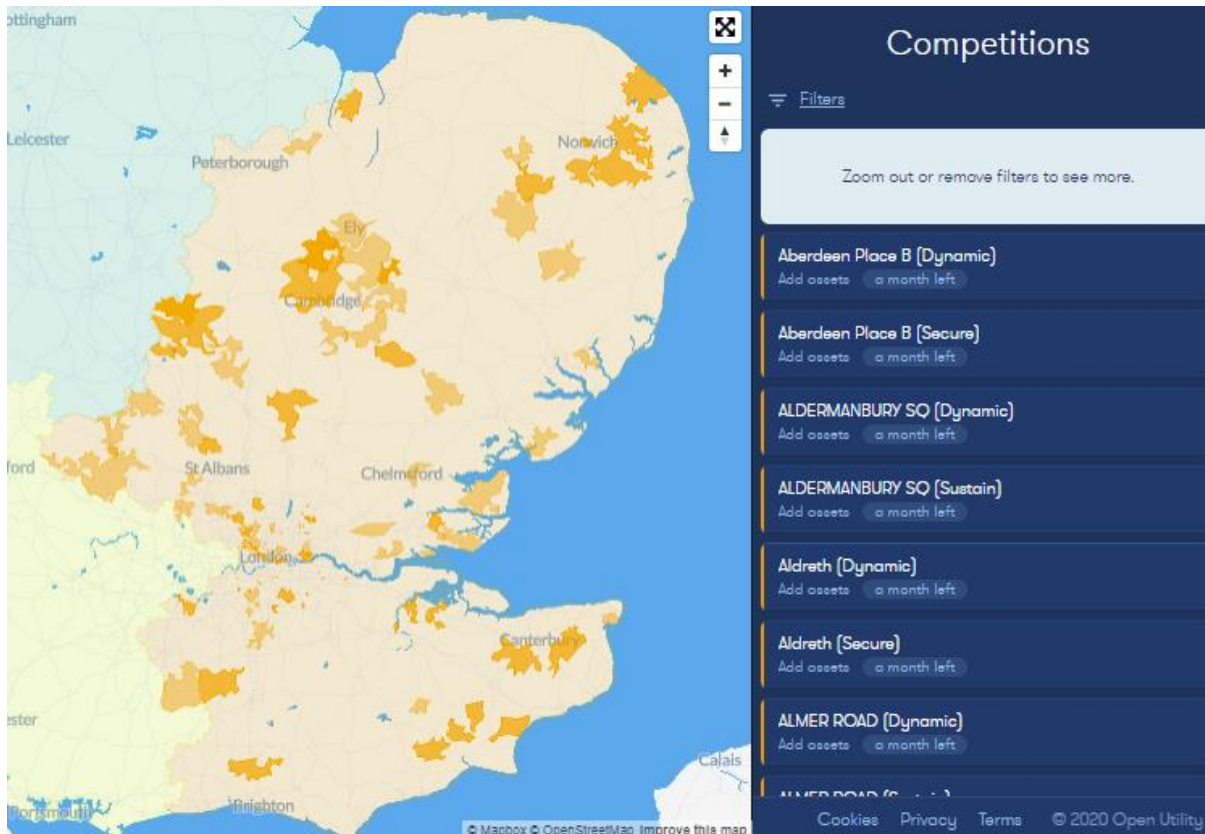 ottingham
Leicester
Peterborough
Norwich
Ely
Cambridge
ford
St Albans
Chelmsford
London
Canterbury
ester
Calais
Portsmouth
Brighton
© Mapbox © OpenStreetMap Improve this map
Competitions
Filters
Zoom out or remove filters to see more.
Aberdeen Place B (Dynamic)
Add assets a month left
Aberdeen Place B (Secure)
Add assets a month left
ALDERMANBURY SQ (Dynamic)
Add assets a month left
ALDERMANBURY SQ (Sustain)
Add assets a month left
Aldreth (Dynamic)
Add assets a month left
Aldreth (Secure)
Add assets a month left
ALMER ROAD (Dynamic)
Add assets a month left
ALMER ROAD (Sustain)
Cookies Privacy Terms © 2020 Open Utility